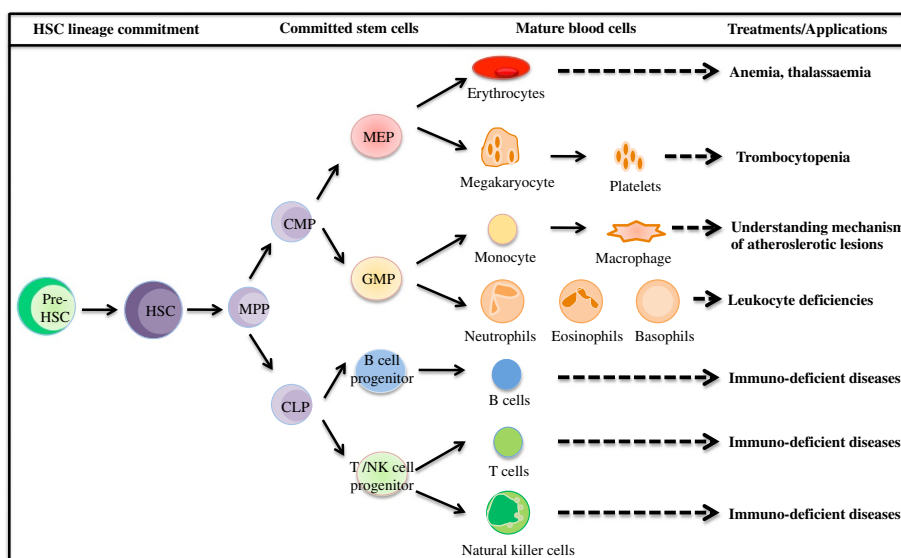 HSC lineage commitment
Committed stem cells
Mature blood cells
Treatments/Applications
Erythrocytes
Anemia, thalassaemia
MEP
Megakaryocyte
Platelets
Trombocytopenia
CMP
Monocyte
Macrophage
Understanding mechanism
of atheroslerotic lesions
GMP
Pre-
HSC
HSC
MPP
Neutrophils
Eosinophils
Basophils
Leukocyte deficiencies
B cell
progenitor
B cells
Immuno-deficient diseases
CLP
T /NK cell
progenitor
T cells
Immuno-deficient diseases
Natural killer cells
Immuno-deficient diseases